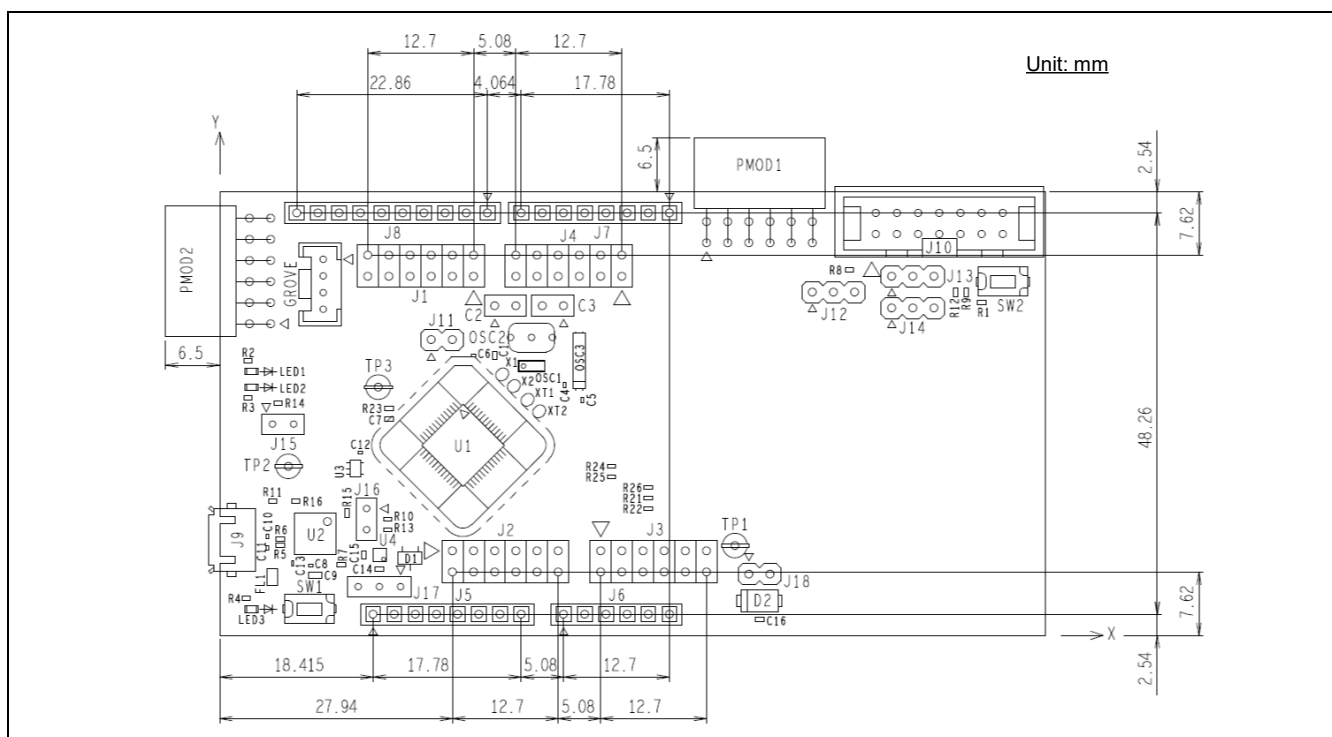 12.7 5.08 12.7
Unit: mm
22.86 4.064 17.78
Y
6.5
PMOD1
2.54
7.62
J8 J4 J7
J10
PMOD2
GROVE
J1
C2 C3
R8
J13
SW2
J12
J14
R12
R9
R1
J11
OSC2
6.5
R2
LED1
LED2
R3
R14
TP3
C6
C1
X1
OSC1
OSC3
X2
XT1
XT2
C4
C5
R23
C7
J15
C12
U1
48.26
TP2
U3
R24
R25
R26
R21
R22
R11
R16
R15
J16
R10
R13
J9
C10
C11
R6
R5
U2
C13
C8
C9
R7
C15
U4
C14
D1
J2
J3
TP1
FL1
SW1
J17
J5
J6
J18
D2
C16
R4
LED3
7.62
X
18.415 17.78 5.08 12.7
2.54
27.94 12.7 5.08 12.7